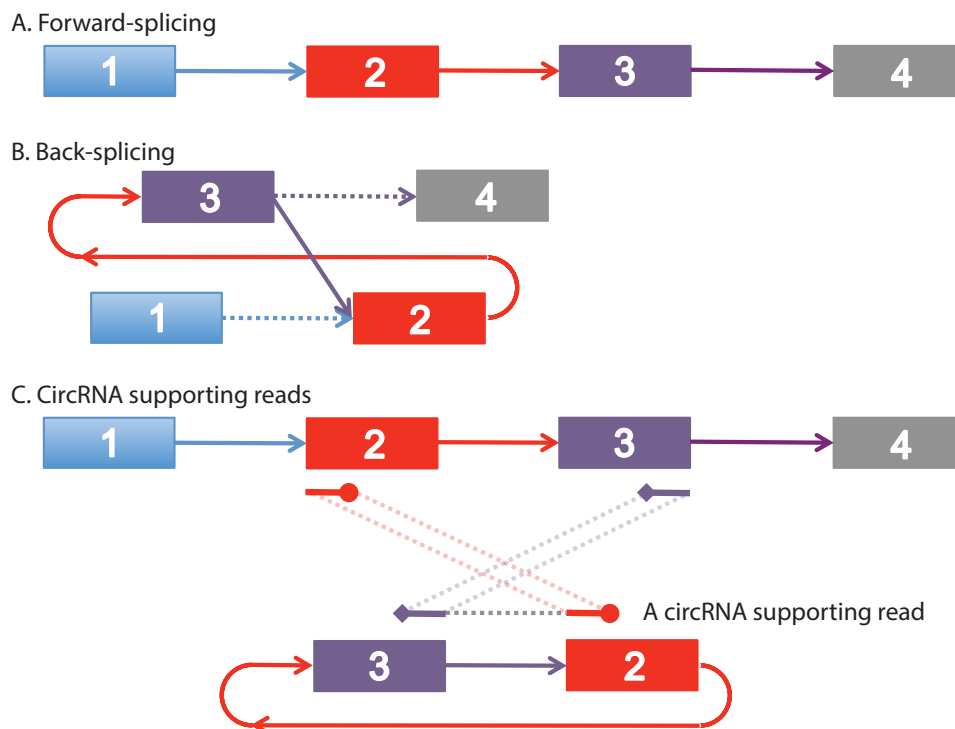 A. Forward-splicing
1 2 3 4
B. Back-splicing
3 4
1 2
C. CircRNA supporting reads
1 2 3 4
A circRNA supporting read
3 2